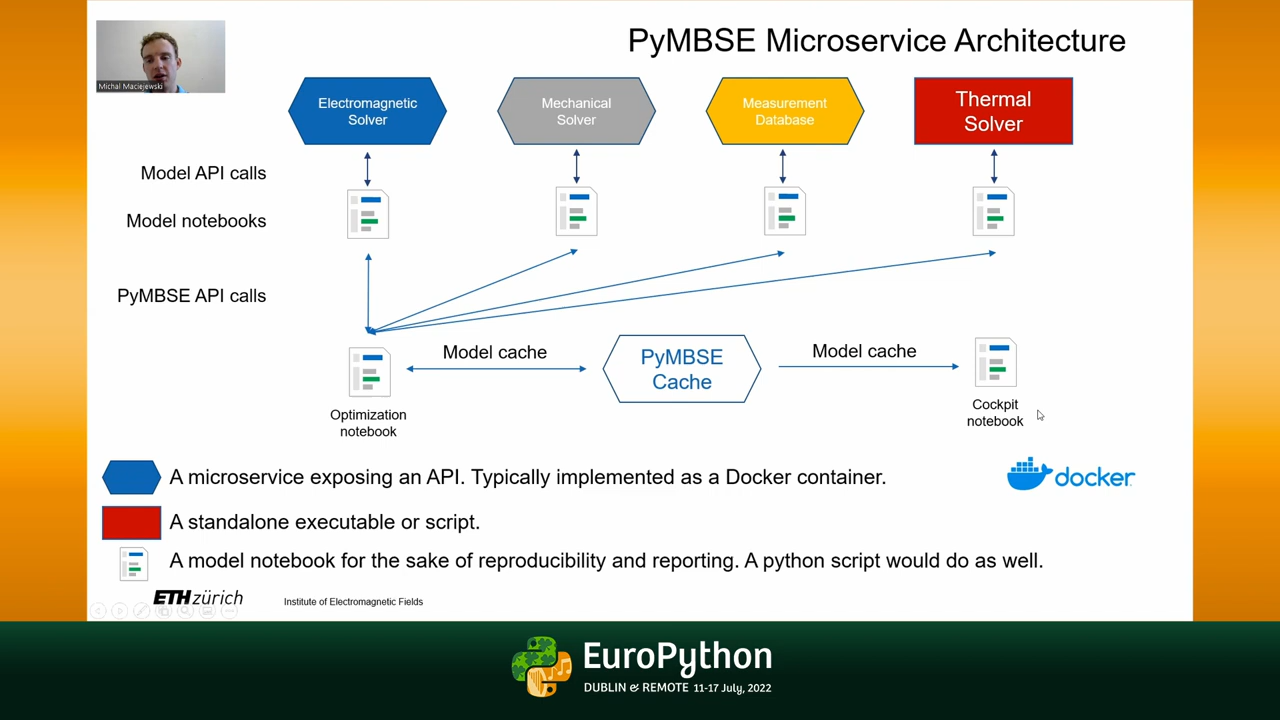 PyMBSE Microservice Architecture
Michal Maciejewski
Electromagnetic
Solver
Mechanical
Solver
Measurement
Database
Thermal
Solver
Model API calls
Model notebooks
PyMBSE API calls
Model cache
PyMBSE
Cache
Model cache
Optimization
notebook
Cockpit
notebook
A microservice exposing an API. Typically implemented as a Docker container.
docker
A standalone executable or script.
A model notebook for the sake of reproducibility and reporting. A python script would do as well.
ETH zürich
Institute of Electromagnetic Fields
EuroPython
DUBLIN & REMOTE 11-17 July, 2022